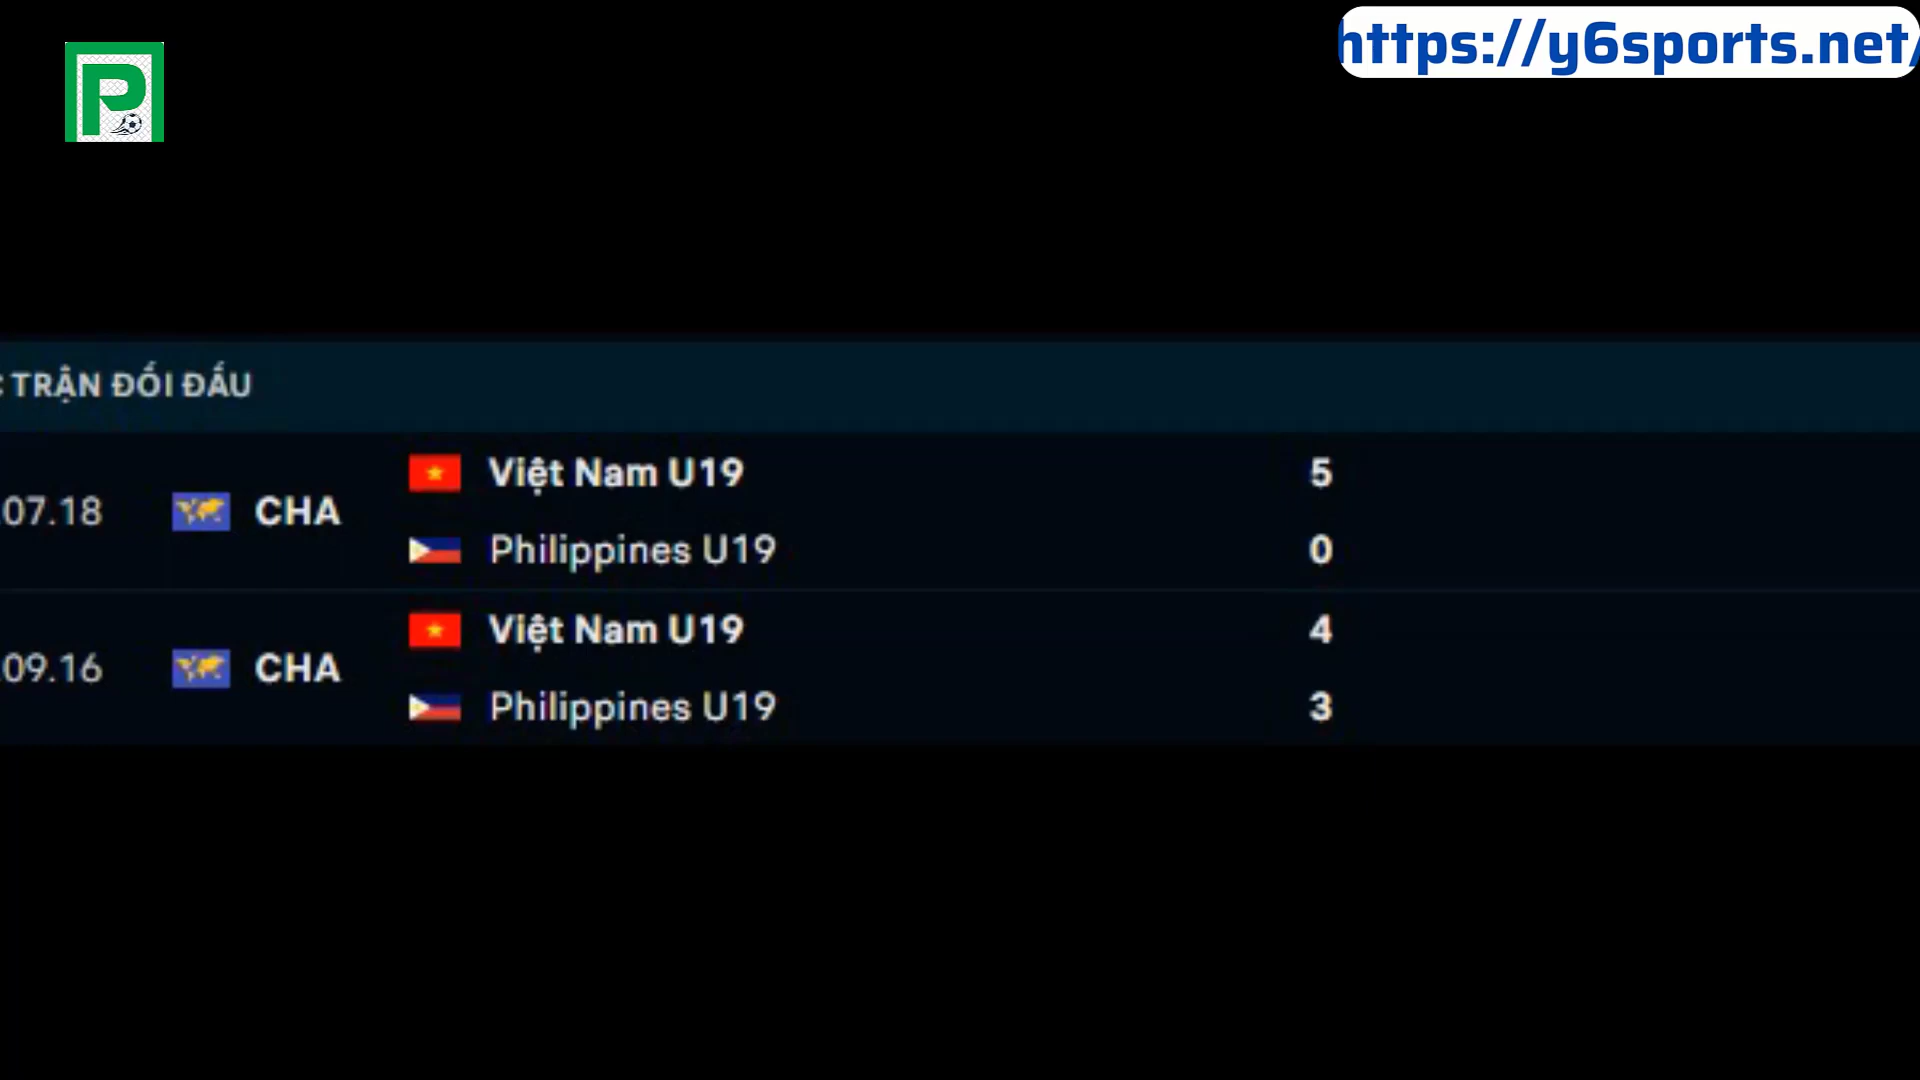 https://y6sports.net/
P
TRẬN ĐỐI ĐẤU
Việt Nam U19 5
.07.18 CHA
Philippines U19 0
Việt Nam U19 4
.09.16 CHA
Philippines U19 3